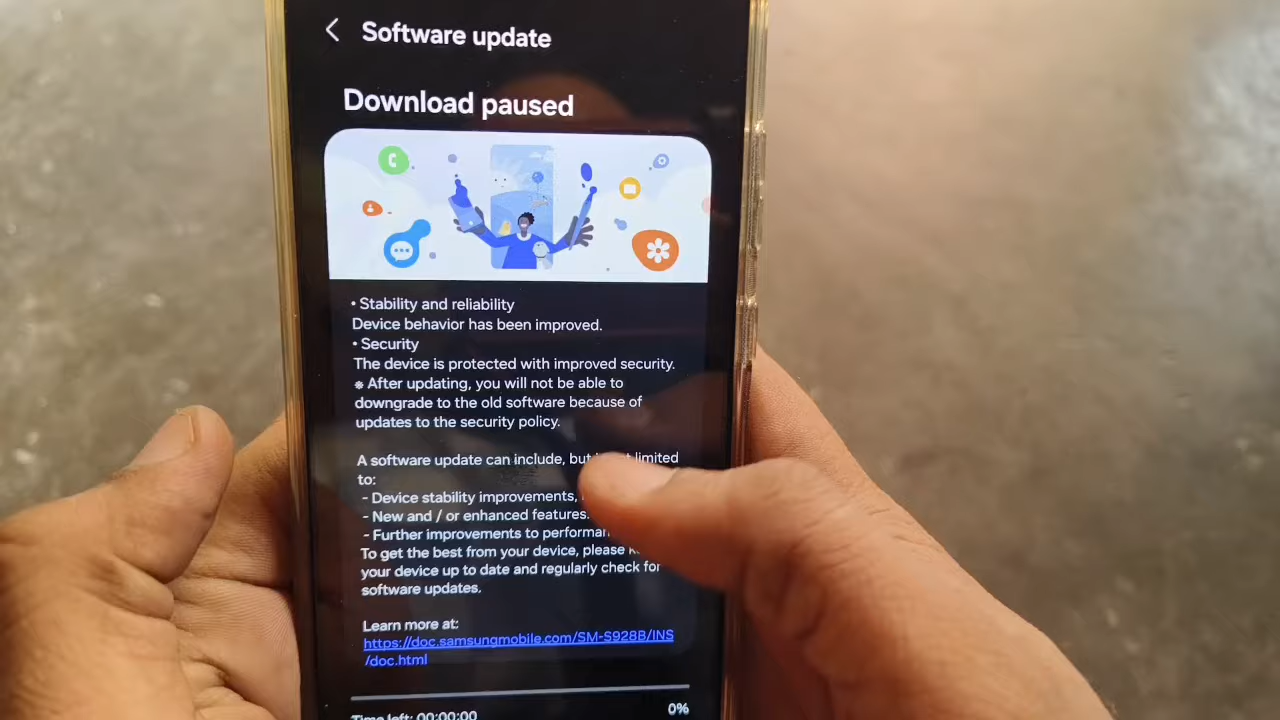 Software update
Download paused
• Stability and reliability
Device behavior has been improved.
• Security
The device is protected with improved security.
※ After updating, you will not be able to
downgrade to the old software because of
updates to the security policy.
A software update can include, but limited
to:
- Device stability improvements,
- New and / or enhanced features.
- Further improvements to
To get the best from your device, please
your device up to date and regularly check for
software updates.
Learn more at:
https://doc.samsungmobile.com/SM-S928B/INS
/doc.html
Time left: 00:00:00 0%